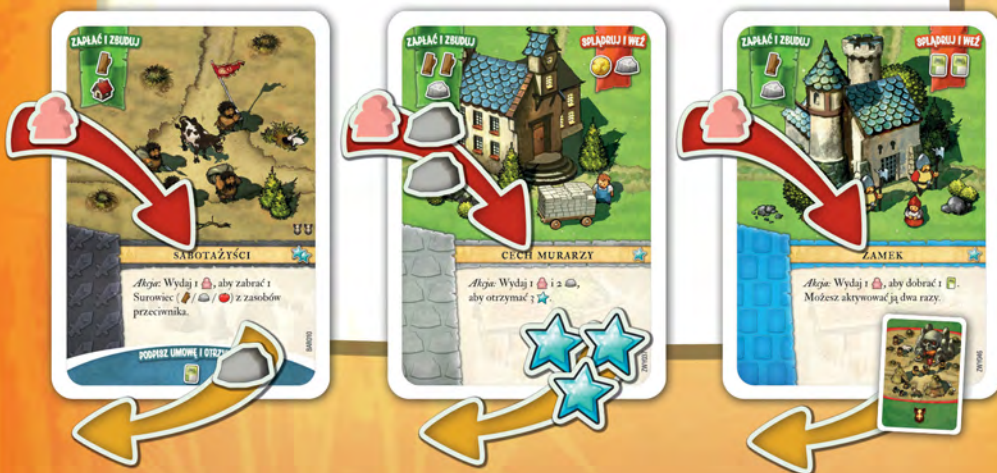 ZAPŁAĆ I ZBUDUJ
SABOTAŻYŚCI
Akcja: Wydaj 1 , aby zabrać 1
Surowiec ( / / ) z zasobów
przeciwnika.
BAR010
PODPISZ UMOWĘ I
ZAPŁAĆ I ZBUDUJ
SPLĄDRUJ I WEŹ
CECH MURARZY
Akcja: Wydaj 1 i 2 ,
aby otrzymać 3 .
ZAPŁAĆ I ZBUDUJ
SPLĄDRUJ I WEŹ
ZAMEK
Akcja: Wydaj 1 , aby dobrać 1 .
Możesz aktywować ją dwa razy.